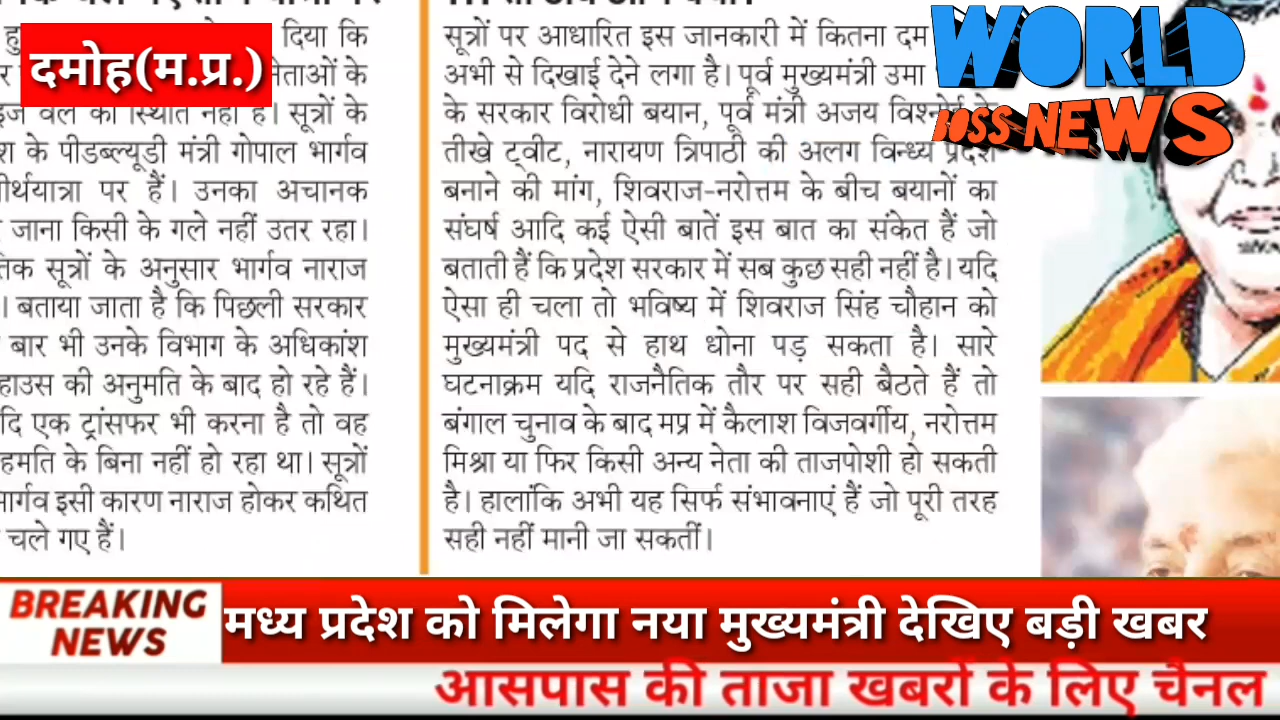 दमोह(म.प्र.)
WORLD
BOSS NEWS
दिया कि
के
वेल की स्थिति नहीं है। सूत्रों के
के पीडब्ल्यूडी मंत्री गोपाल भार्गव
पर हैं। उनका अचानक
जाना किसी के गले नहीं उतर रहा।
सूत्रों के अनुसार भार्गव नाराज
। बताया जाता है कि पिछली सरकार
बार भी उनके विभाग के अधिकांश
की अनुमति के बाद हो रहे हैं।
एक ट्रांसफर भी करना है तो वह
के बिना नहीं हो रहा था। सूत्रों
इसी कारण नाराज होकर कथित
चले गए हैं।
सूत्रों पर आधारित इस जानकारी में कितना दम
अभी से दिखाई देने लगा है। पूर्व मुख्यमंत्री उमा
के सरकार विरोधी बयान, पूर्व मंत्री अजय
तीखे ट्वीट, नारायण त्रिपाठी की अलग विन्ध्य प्रदेश
बनाने की मांग, शिवराज-नरोत्तम के बीच बयानों का
संघर्ष आदि कई ऐसी बातें इस बात का संकेत हैं जो
बताती हैं कि प्रदेश सरकार में सब कुछ सही नहीं है। यदि
ऐसा ही चला तो भविष्य में शिवराज सिंह चौहान को
मुख्यमंत्री पद से हाथ धोना पड़ सकता है। सारे
घटनाक्रम यदि राजनैतिक तौर पर सही बैठते हैं तो
बंगाल चुनाव के बाद मप्र में कैलाश विजवर्गीय, नरोत्तम
मिश्रा या फिर किसी अन्य नेता की ताजपोशी हो सकती
है। हालांकि अभी यह सिर्फ संभावनाएं हैं जो पूरी तरह
सही नहीं मानी जा सकतीं।
BREAKING
NEWS
मध्य प्रदेश को मिलेगा नया मुख्यमंत्री देखिए बड़ी खबर
आसपास की ताजा खबरों के लिए चैनल